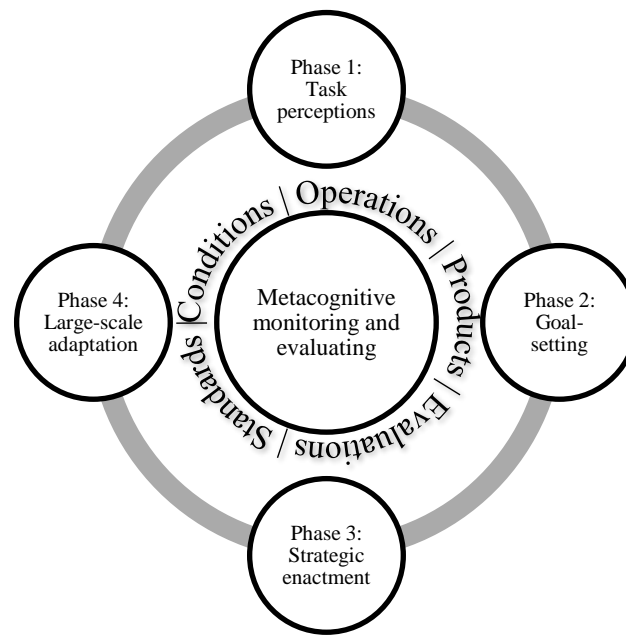 Phase 1:
Task
perceptions
|Conditions | Operations | Products | Evaluations | Standards
Metacognitive
monitoring and
evaluating
Phase 4:
Large-scale
adaptation
Phase 2:
Goal-
setting
Phase 3:
Strategic
enactment